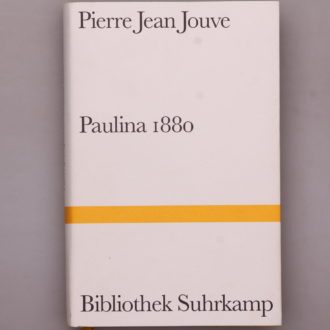 Pierre Jean Jouve
Paulina 1880
Bibliothek Suhrkamp